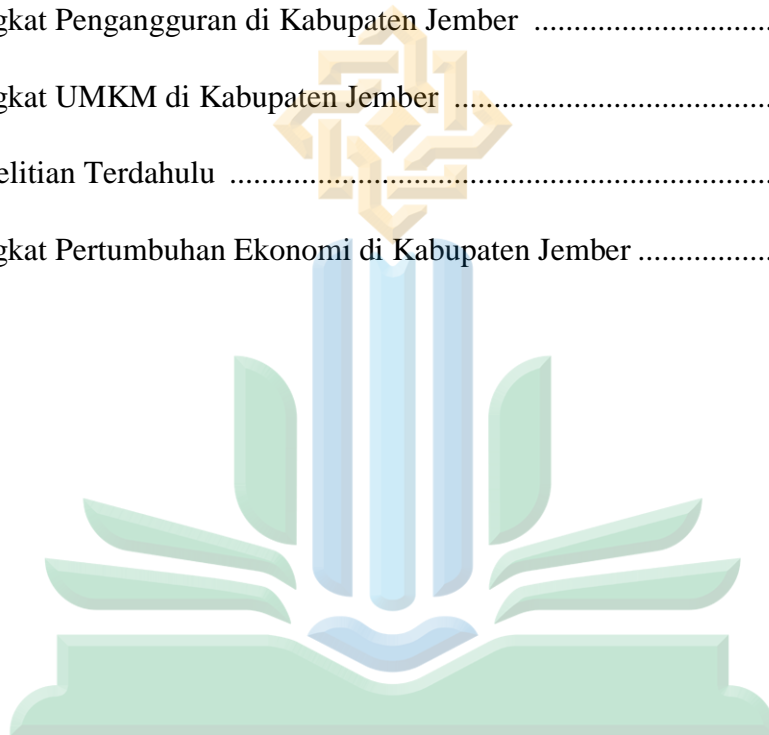 gkat Pengangguran di Kabupaten Jember ..............................
gkat UMKM di Kabupaten Jember ........................................
elitian Terdahulu ....................................................................
gkat Pertumbuhan Ekonomi di Kabupaten Jember .................